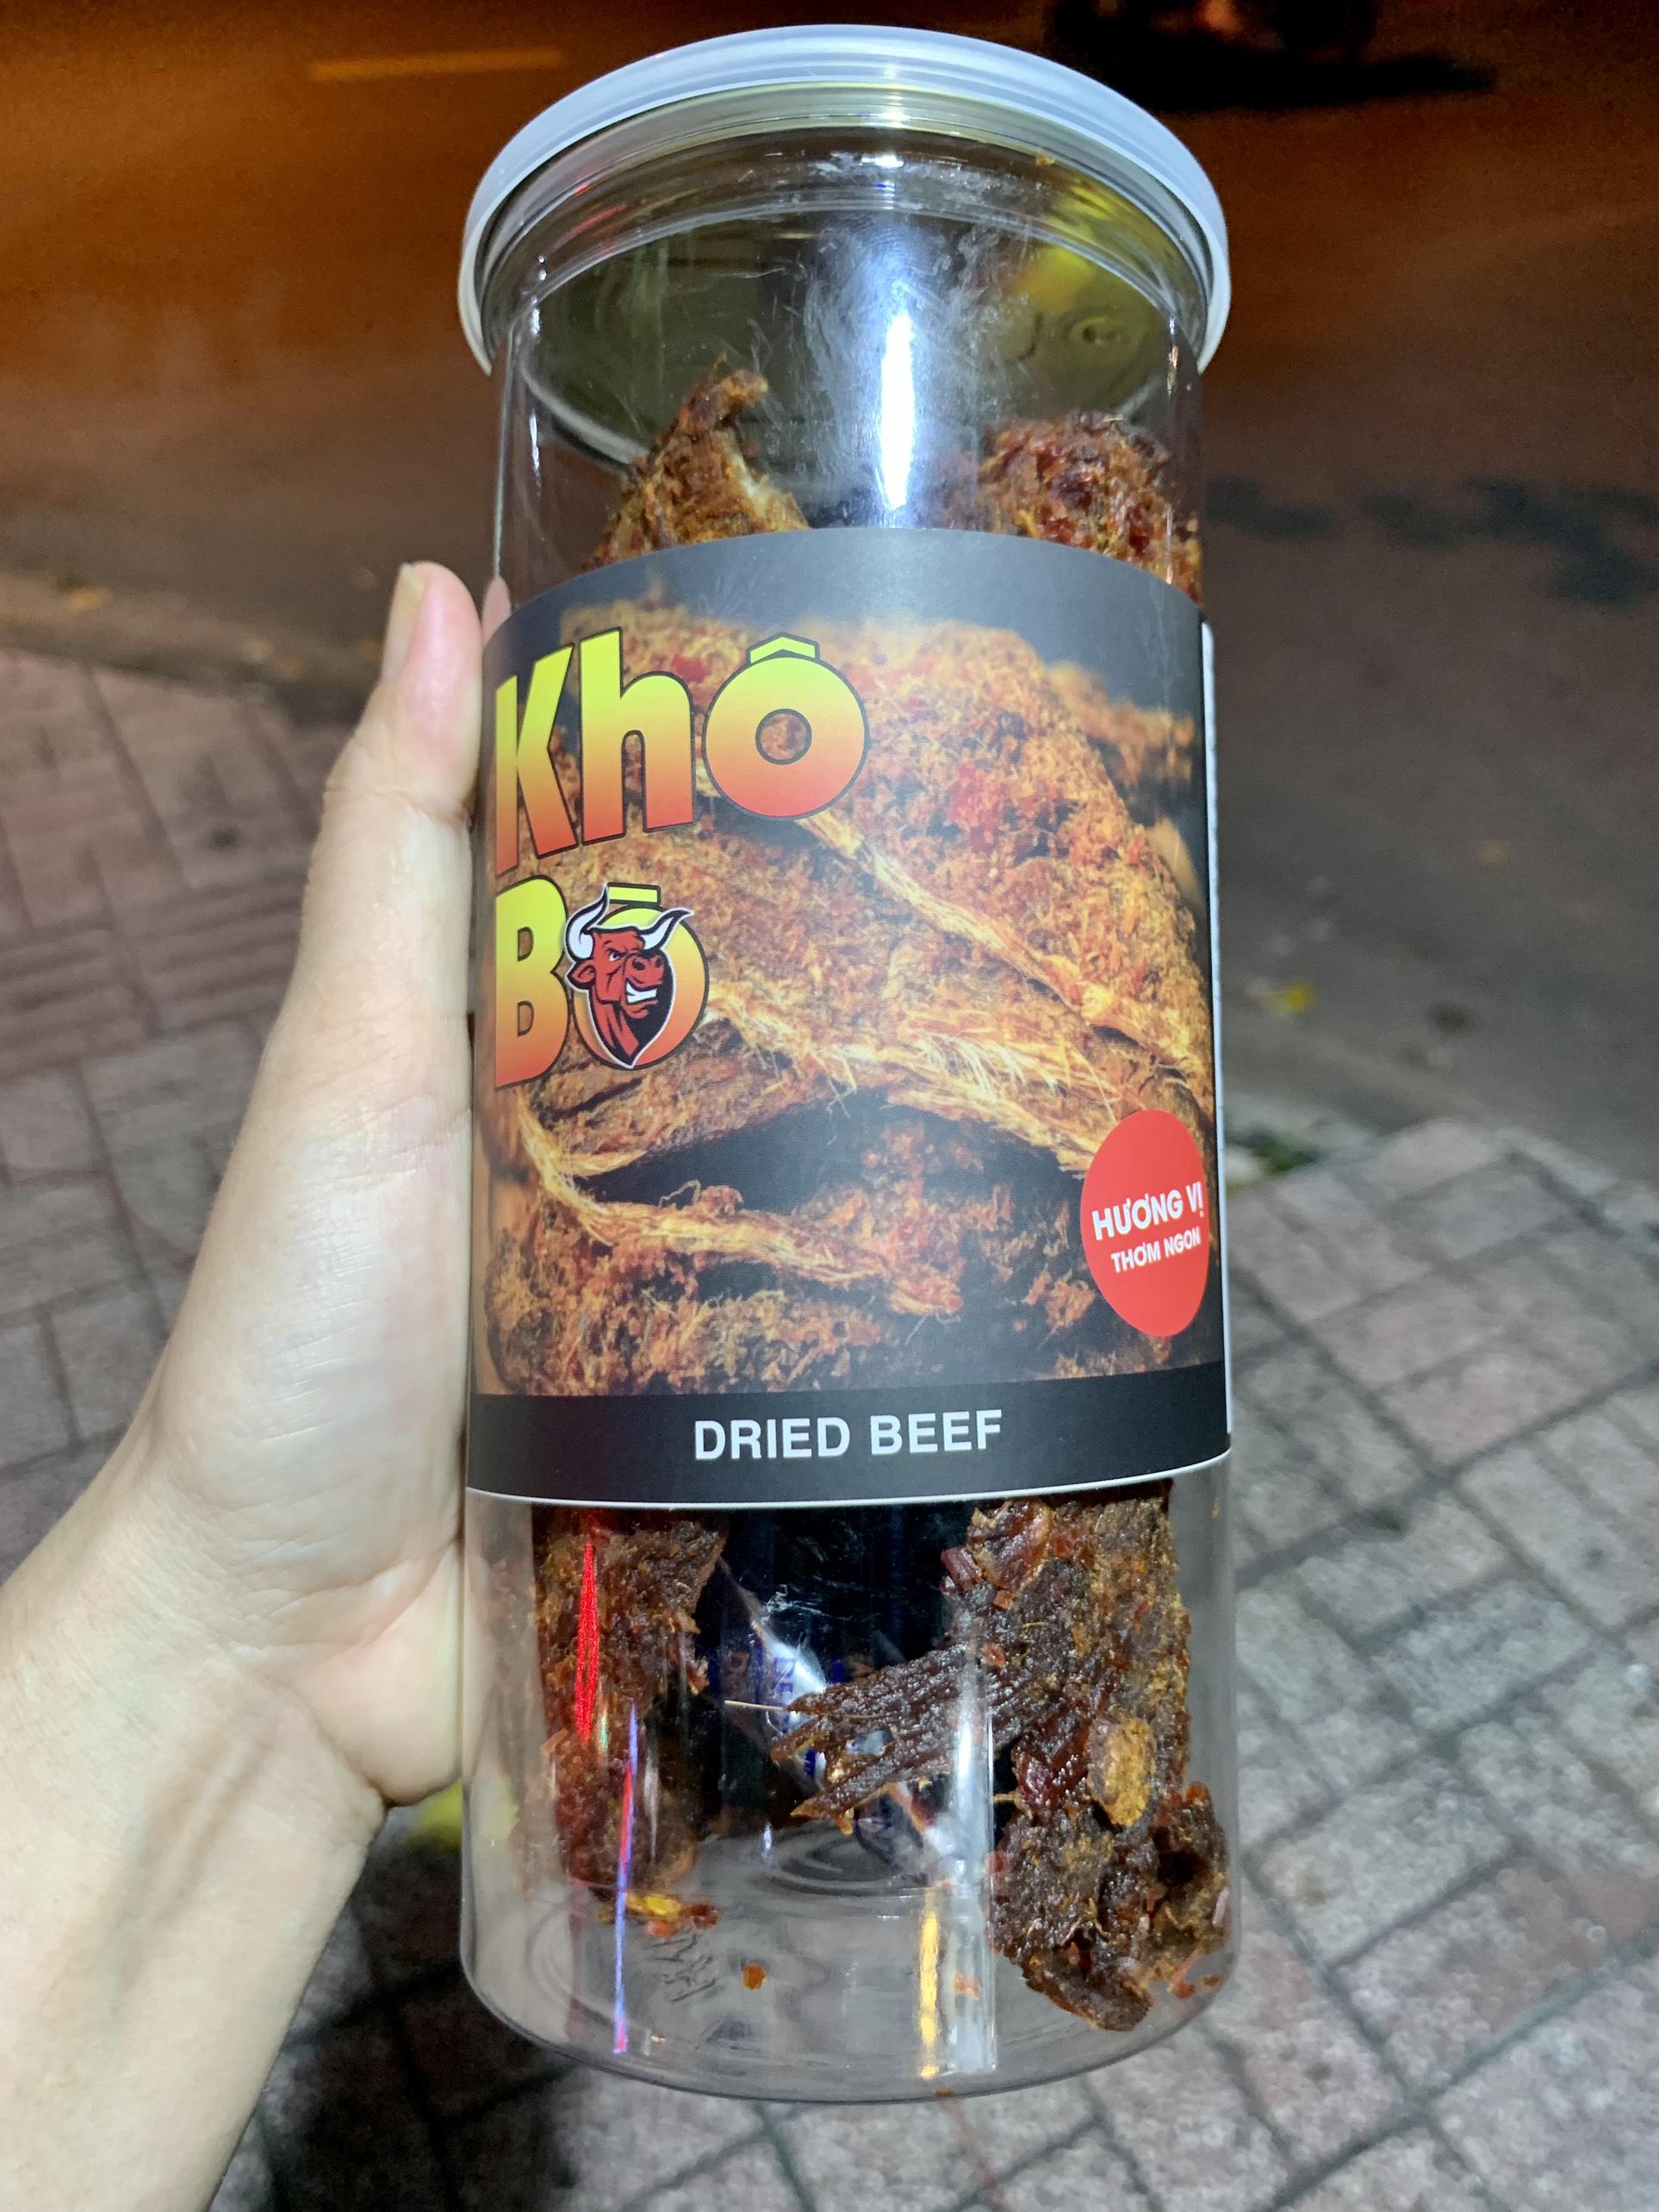 Khô
Bò
HƯƠNG VỊ
THƠM NGON
DRIED BEEF